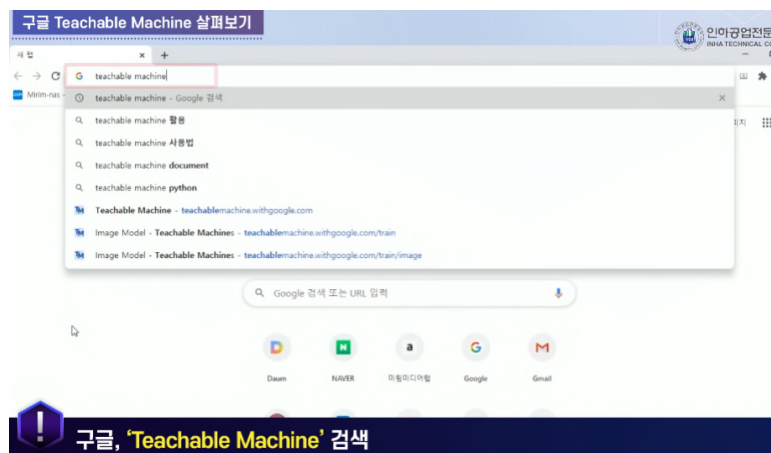 구글 Teachable Machine 살펴보기
인하공업전문
INHA TECHNICAL CO
새 탭
teachable machine
Mirim-nas -
teachable machine - Google 검색
teachable machine 활용
teachable machine 사용법
teachable machine document
teachable machine python
Teachable Machine - teachablemachine.withgoogle.com
Image Model - Teachable Machines - teachablemachine.withgoogle.com/train
Image Model - Teachable Machines - teachablemachine.withgoogle.com/train/image
미지
Google 검색 또는 URL 입력
Daum
NAVER
미림미디어랩
Google
Gmail
구글, ‘Teachable Machine’ 검색